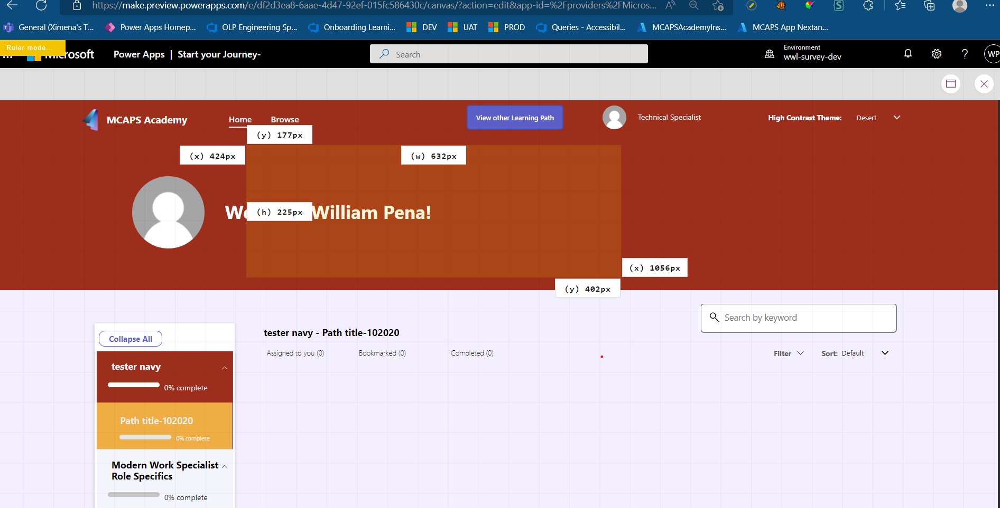 https://make.preview.powerapps.com/e/df2d3ea8-6aae-4d47-92ef-015fc586430c/canvas/?action=edit&app-id=%2Fproviders%2FMicros...
General (Ximena's T...
Power Apps Homep...
OLP Engineering Sp...
Onboarding Learni...
DEV
UAT
PROD
Queries - Accessibil...
MCAPSAcademyIns...
MCAPS App Nextan...
Ruler mode...
Microsoft
Power Apps | Start your Journey-
Search
Environment
wwl-survey-dev
WP
MCAPS Academy
Home
Browse
View other Learning Path
Technical Specialist
High Contrast Theme:
Desert
(y) 177px
(x) 424px
(w) 632px
(h) 225px
William Pena!
(x) 1056px
(y) 402px
Search by keyword
Collapse All
tester navy - Path title-102020
Assigned to you (0)
Bookmarked (0)
Completed (0)
Filter
Sort: Default
tester navy
0% complete
Path title-102020
0% complete
Modern Work Specialist
Role Specifics
0% complete